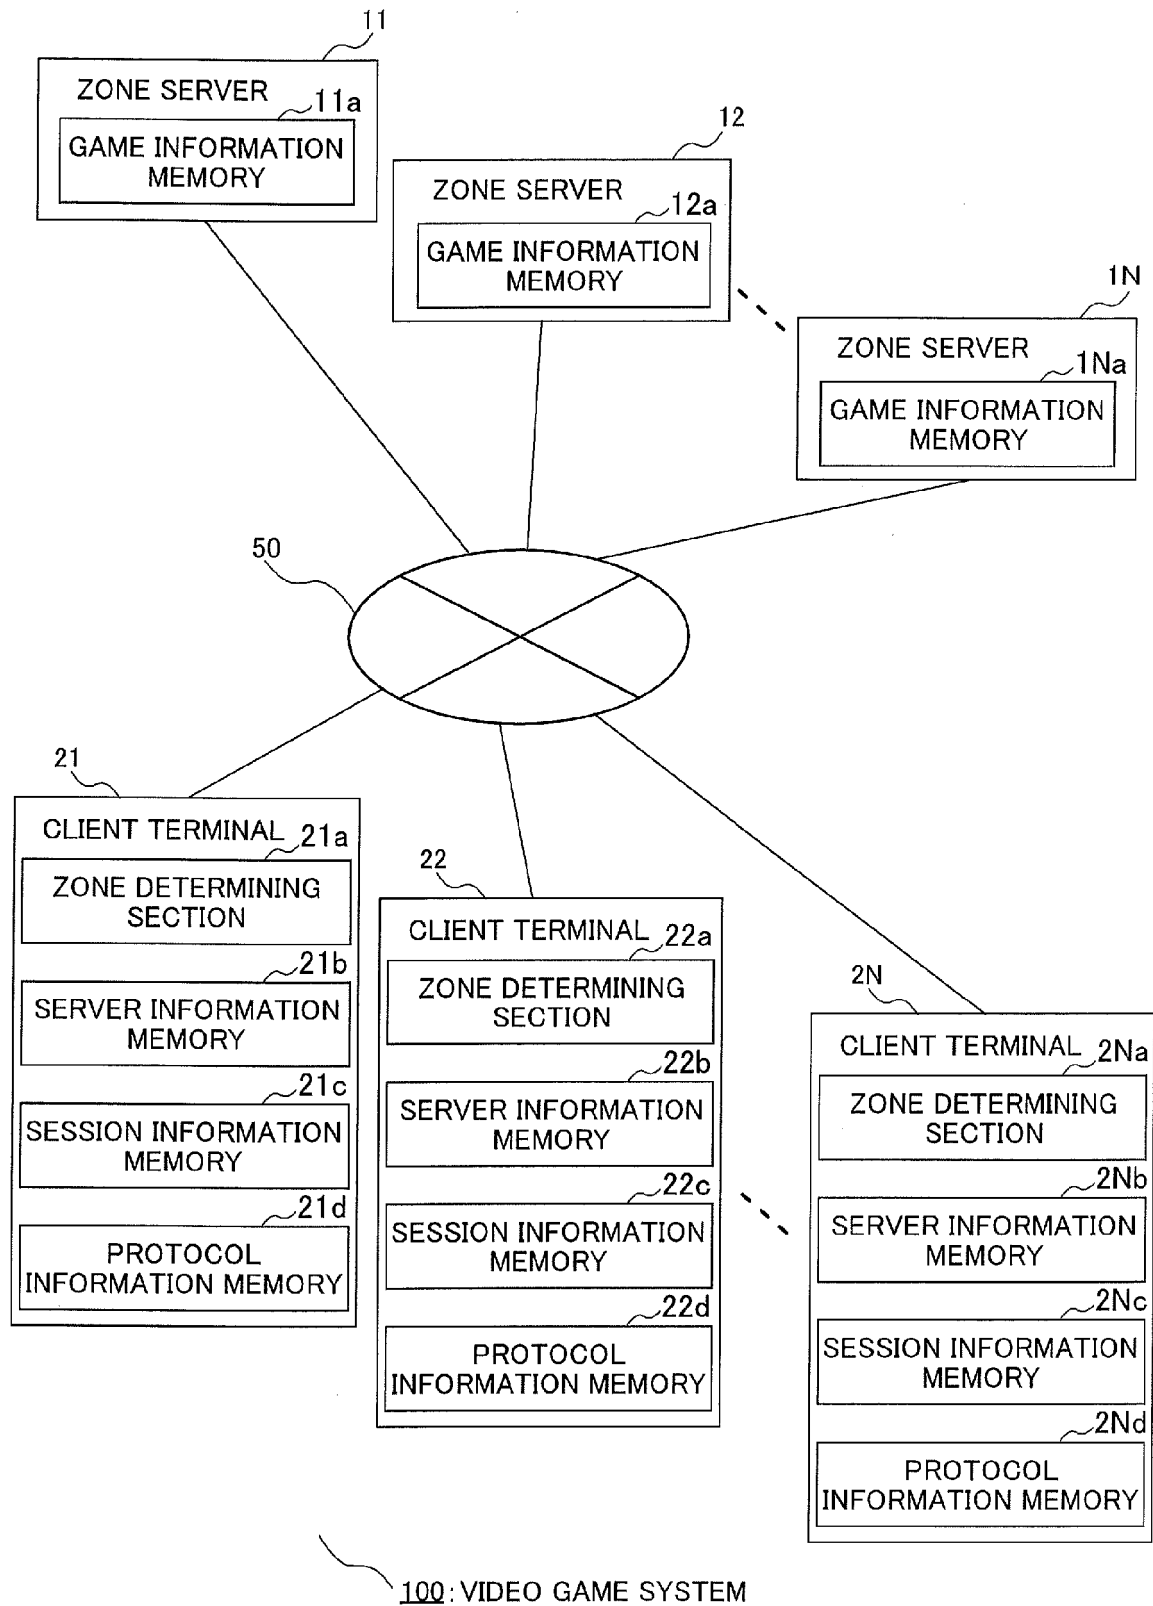 11
ZONE SERVER
11a
GAME INFORMATION
MEMORY
12
ZONE SERVER
12a
GAME INFORMATION
MEMORY
1N
ZONE SERVER
1Na
GAME INFORMATION
MEMORY
50
21
CLIENT TERMINAL
21a
ZONE DETERMINING
SECTION
21b
SERVER INFORMATION
MEMORY
21c
SESSION INFORMATION
MEMORY
21d
PROTOCOL
INFORMATION MEMORY
22
CLIENT TERMINAL
22a
ZONE DETERMINING
SECTION
22b
SERVER INFORMATION
MEMORY
22c
SESSION INFORMATION
MEMORY
22d
PROTOCOL
INFORMATION MEMORY
2N
CLIENT TERMINAL
2Na
ZONE DETERMINING
SECTION
2Nb
SERVER INFORMATION
MEMORY
2Nc
SESSION INFORMATION
MEMORY
2Nd
PROTOCOL
INFORMATION MEMORY
100 : VIDEO GAME SYSTEM